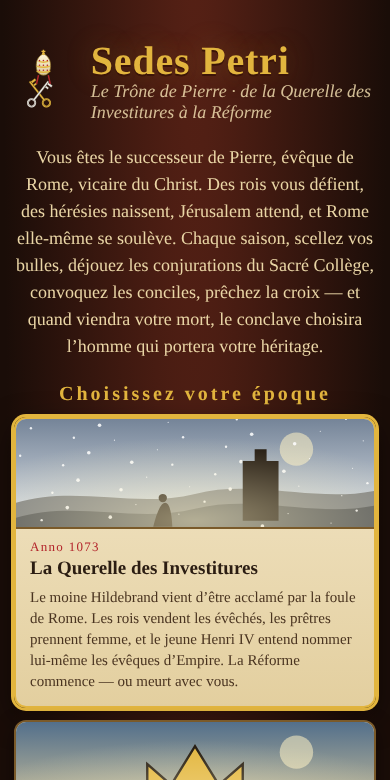 Sedes Petri
Le Trône de Pierre · de la Querelle des
Investitures à la Réforme
Vous êtes le successeur de Pierre, évêque de
Rome, vicaire du Christ. Des rois vous défient,
des hérésies naissent, Jérusalem attend, et Rome
elle-même se soulève. Chaque saison, scellez vos
bulles, déjouez les conjurations du Sacré Collège,
convoquez les conciles, prêchez la croix — et
quand viendra votre mort, le conclave choisira
l’homme qui portera votre héritage.
Choisissez votre époque
Anno 1073
La Querelle des Investitures
Le moine Hildebrand vient d’être acclamé par la foule
de Rome. Les rois vendent les évêchés, les prêtres
prennent femme, et le jeune Henri IV entend nommer
lui-même les évêques d’Empire. La Réforme
commence — ou meurt avec vous.